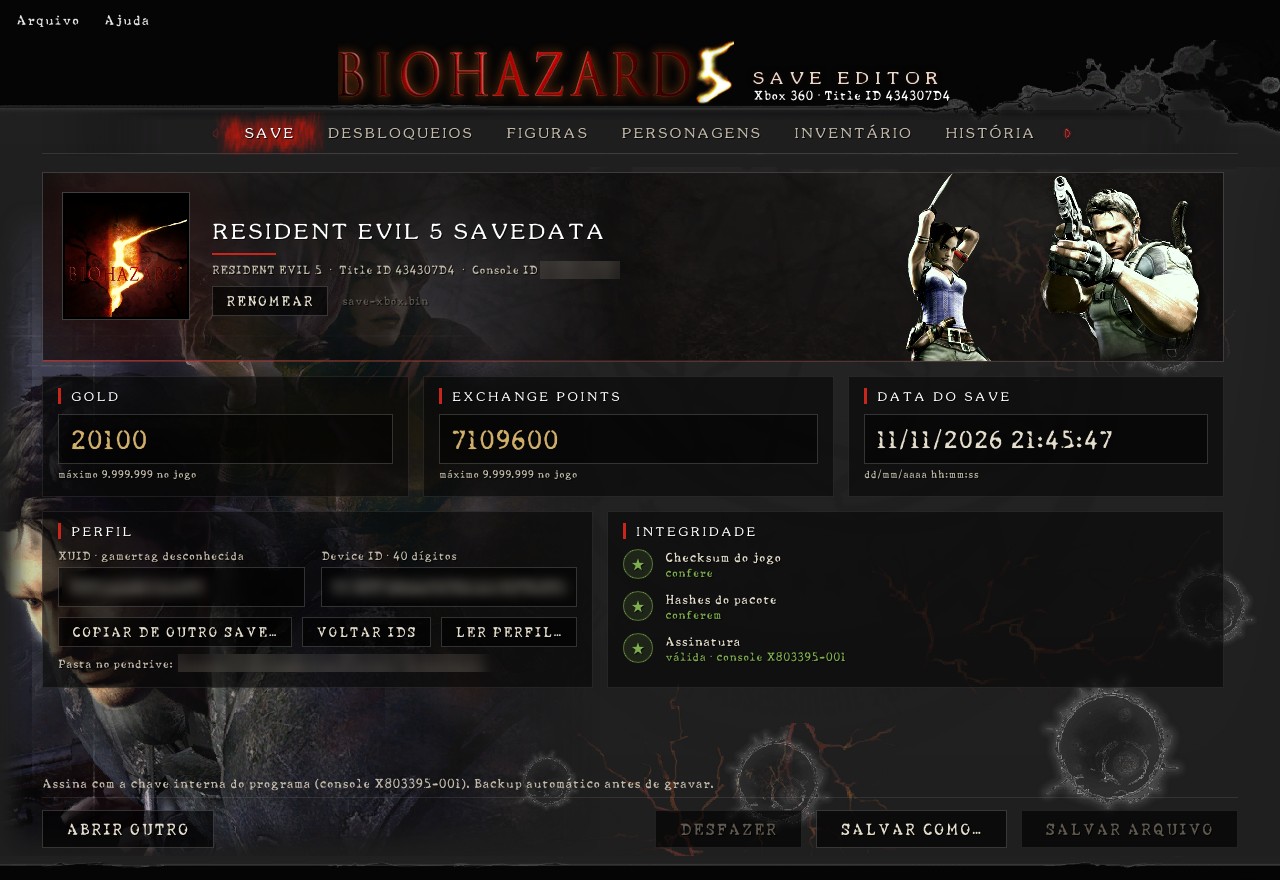 Arquivo Ajuda
BIOHAZARD 5
SAVE EDITOR
Xbox 360 · Title ID 434307D4
SAVE DESBLOQUEIOS FIGURAS PERSONAGENS INVENTÁRIO HISTÓRIA
BIOHAZ
RESIDENT EVIL 5 SAVEDATA
RESIDENT EVIL 5 · Title ID 434307D4 · Console ID
RENOMEAR save-xbox.bin
GOLD
20100
máximo 9.999.999 no jogo
EXCHANGE POINTS
7109600
máximo 9.999.999 no jogo
DATA DO SAVE
11/11/2026 21:45:47
dd/mm/aaaa hh:mm:ss
PERFIL
XUID · gamertag desconhecida
Device ID · 40 dígitos
COPIAR DE OUTRO SAVE… VOLTAR IDS LER PERFIL…
Pasta no pendrive:
INTEGRIDADE
Checksum do jogo
confere
Hashes do pacote
conferem
Assinatura
válida · console X803395-001
Assina com a chave interna do programa (console X803395-001). Backup automático antes de gravar.
ABRIR OUTRO DESFAZER SALVAR COMO… SALVAR ARQUIVO